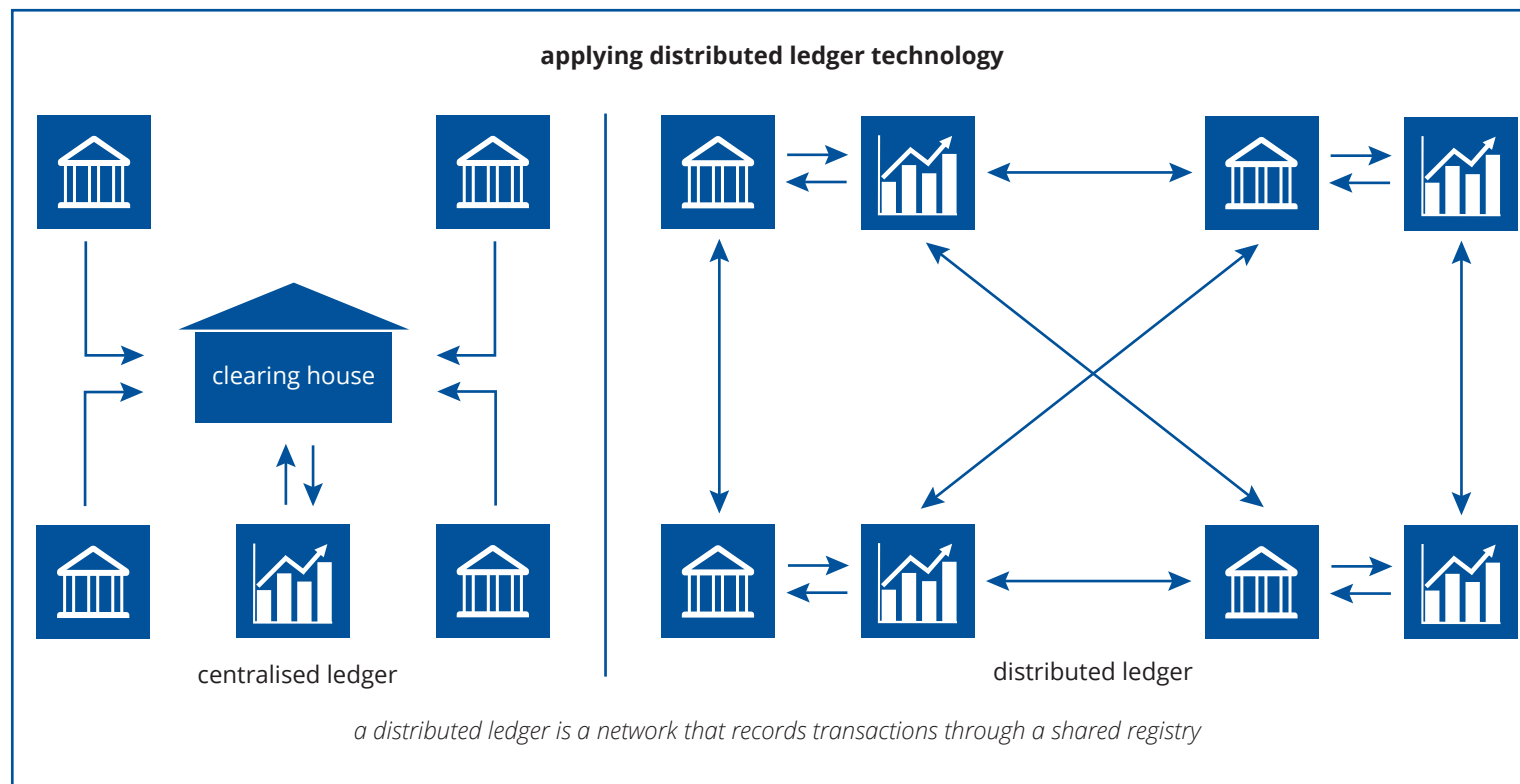 applying distributed ledger technology
clearing house
centralised ledger
distributed ledger
a distributed ledger is a network that records transactions through a shared registry